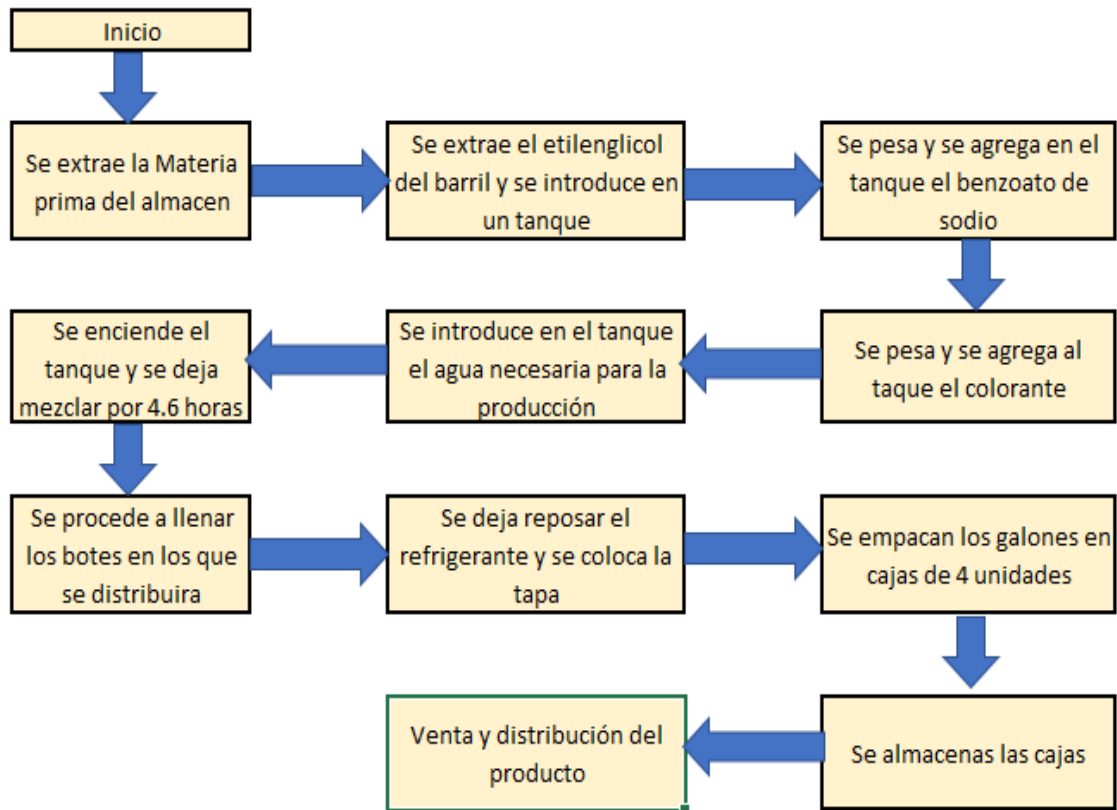 Inicio
Se extrae la Materia
prima del almacen
Se extrae el etilenglicol
del barril y se introduce en
un tanque
Se pesa y se agrega en el
tanque el benzoato de
sodio
Se pesa y se agrega al
taque el colorante
Se introduce en el tanque
el agua necesaria para la
producción
Se enciende el
tanque y se deja
mezclar por 4.6 horas
Se procede a llenar
los botes en los que
se distribuira
Se deja reposar el
refrigerante y se coloca la
tapa
Se empacan los galones en
cajas de 4 unidades
Se almacenas las cajas
Venta y distribución del
producto